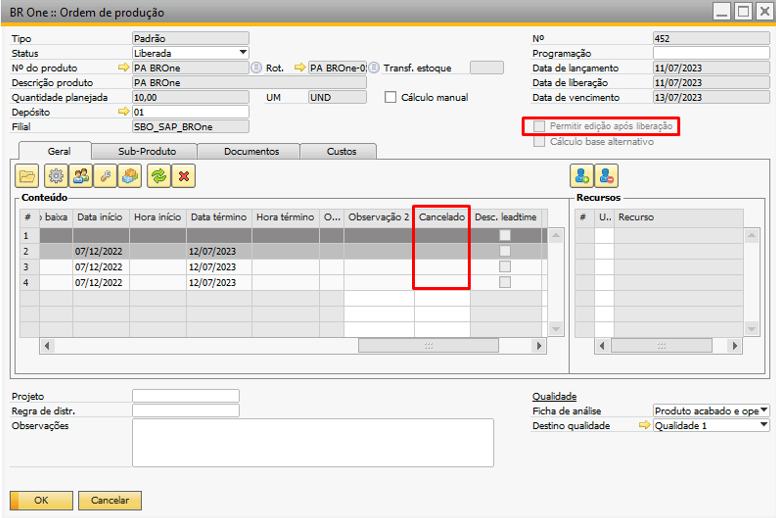 BR One :: Ordem de produção
Tipo Padrão Nº 452
Status Liberada Programação
Nº do produto PA BROne Rot. PA BROne-0 Transf. estoque Data de lançamento 11/07/2023
Descrição produto PA BROne Data de liberação 11/07/2023
Quantidade planejada 10,00 UM UND Cálculo manual Data de vencimento 13/07/2023
Depósito 01
Filial SBO_SAP_BROne Permitir edição após liberação
Cálculo base alternativo
Geral Sub-Produto Documentos Custos
Conteúdo Recursos
# o baixa Data início Hora início Data término Hora término O... Observação 2 Cancelado Desc. leadtime # U.. Recurso
1
2 07/12/2022 12/07/2023
3 07/12/2022 12/07/2023
4 07/12/2022 12/07/2023
Projeto Qualidade
Regra de distr. Ficha de análise Produto acabado e ope
Observações Destino qualidade Qualidade 1
OK Cancelar